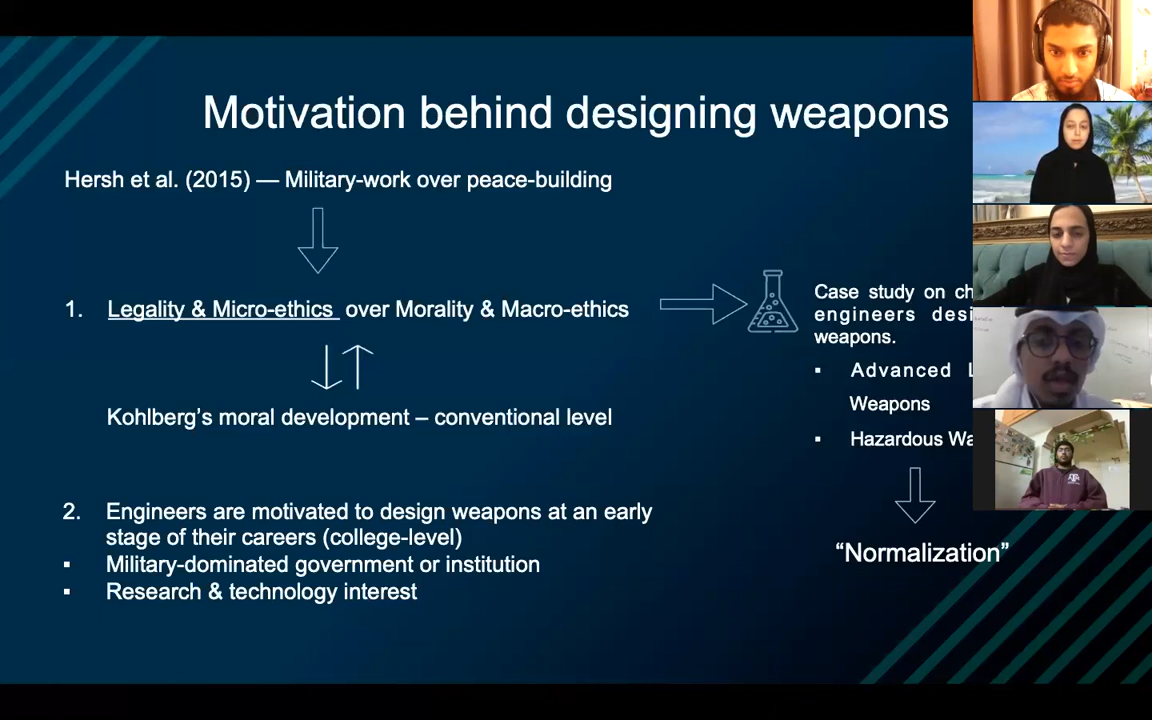 Motivation behind designing weapons
Hersh et al. (2015) — Military-work over peace-building
1. Legality & Micro-ethics over Morality & Macro-ethics
Kohlberg's moral development – conventional level
2. Engineers are motivated to design weapons at an early
stage of their careers (college-level)
▪ Military-dominated government or institution
▪ Research & technology interest
Case study on
engineers
weapons.
▪ Advanced
Weapons
▪ Hazardous
“Normalization”